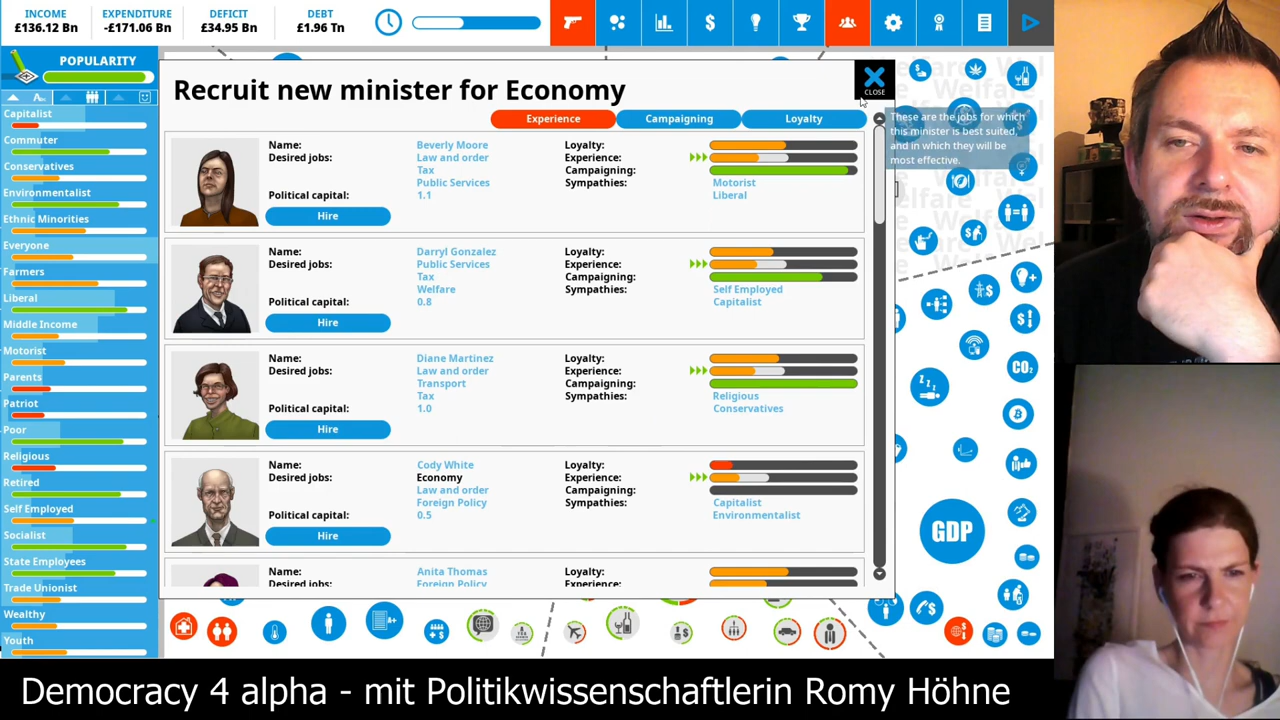 INCOME EXPENDITURE DEFICIT DEBT
£136.12 Bn -£171.06 Bn £34.95 Bn £1.96 Tn
POPULARITY
Capitalist
Commuter
Conservatives
Environmentalist
Ethnic Minorities
Everyone
Farmers
Liberal
Middle Income
Motorist
Parents
Patriot
Poor
Religious
Retired
Self Employed
Socialist
State Employees
Trade Unionist
Wealthy
Youth
Recruit new minister for Economy
CLOSE
Experience Campaigning Loyalty
These are the jobs for which
this minister is best suited,
and in which they will be
most effective.
Name: Beverly Moore Loyalty:
Desired jobs: Law and order Experience:
Tax Campaigning:
Public Services Sympathies: Motorist
Political capital: 1.1 Liberal
Hire
Name: Darryl Gonzalez Loyalty:
Desired jobs: Public Services Experience:
Tax Campaigning:
Welfare Sympathies: Self Employed
Political capital: 0.8 Capitalist
Hire
Name: Diane Martinez Loyalty:
Desired jobs: Law and order Experience:
Transport Campaigning:
Tax Sympathies: Religious
Political capital: 1.0 Conservatives
Hire
Name: Cody White Loyalty:
Desired jobs: Economy Experience:
Law and order Campaigning:
Foreign Policy Sympathies: Capitalist
Political capital: 0.5 Environmentalist
Hire
Name: Anita Thomas Loyalty:
Desired jobs: Foreign Policy Experience:
GDP
CO2
Democracy 4 alpha - mit Politikwissenschaftlerin Romy Höhne